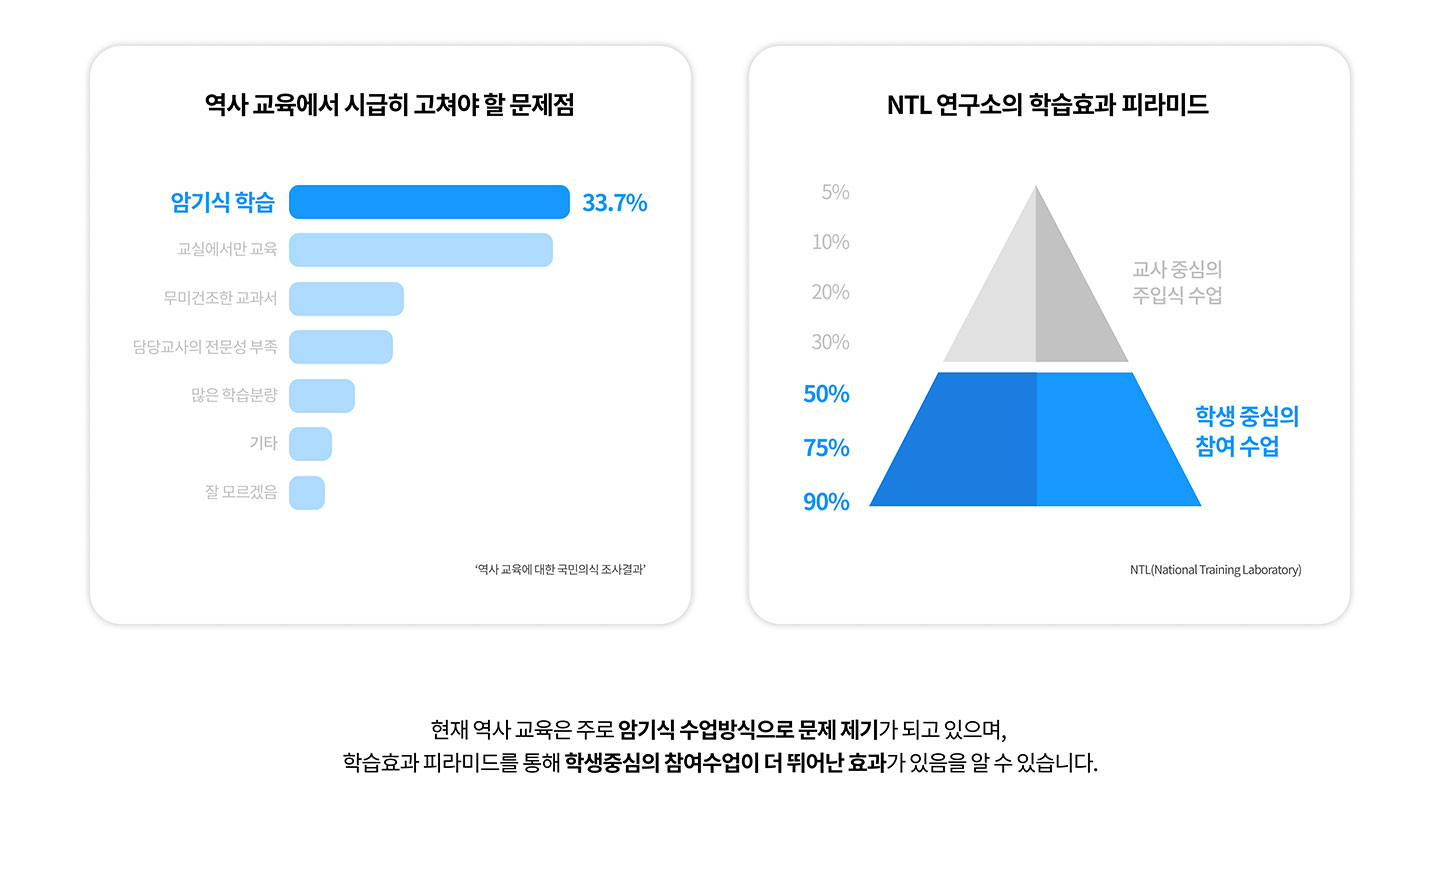 역사 교육에서 시급히 고쳐야 할 문제점
암기식 학습 33.7%
교실에서만 교육
무미건조한 교과서
담당교사의 전문성 부족
많은 학습분량
기타
잘 모르겠음
‘역사 교육에 대한 국민의식 조사결과’
NTL 연구소의 학습효과 피라미드
5%
10%
20%
30%
교사 중심의
주입식 수업
50%
75%
90%
학생 중심의
참여 수업
NTL(National Training Laboratory)
현재 역사 교육은 주로 암기식 수업방식으로 문제 제기가 되고 있으며,
학습효과 피라미드를 통해 학생중심의 참여수업이 더 뛰어난 효과가 있음을 알 수 있습니다.